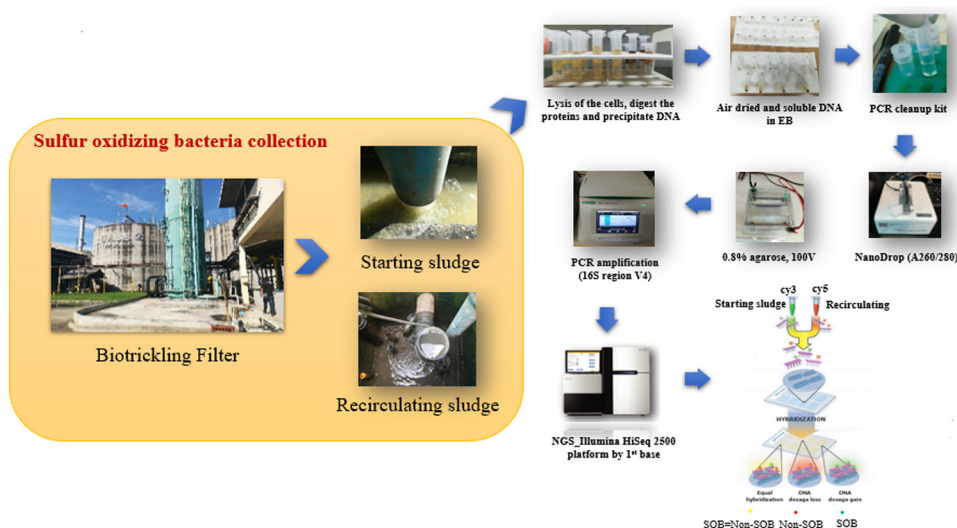 Sulfur oxidizing bacteria collection
Biotrickling Filter
Starting sludge
Recirculating sludge
Lysis of the cells, digest the
proteins and precipitate DNA
Air dried and soluble DNA
in EB
PCR cleanup kit
NanoDrop (A260/280)
0.8% agarose, 100V
PCR amplification
(16S region V4)
NGS_Illumina HiSeq 2500
platform by 1st base
cy3 cy5
Starting sludge Recirculating
HYBRIDIZATION
Equal
hybridization
DNA
dosage loss
DNA
dosage gain
SOB=Non-SOB Non-SOB SOB